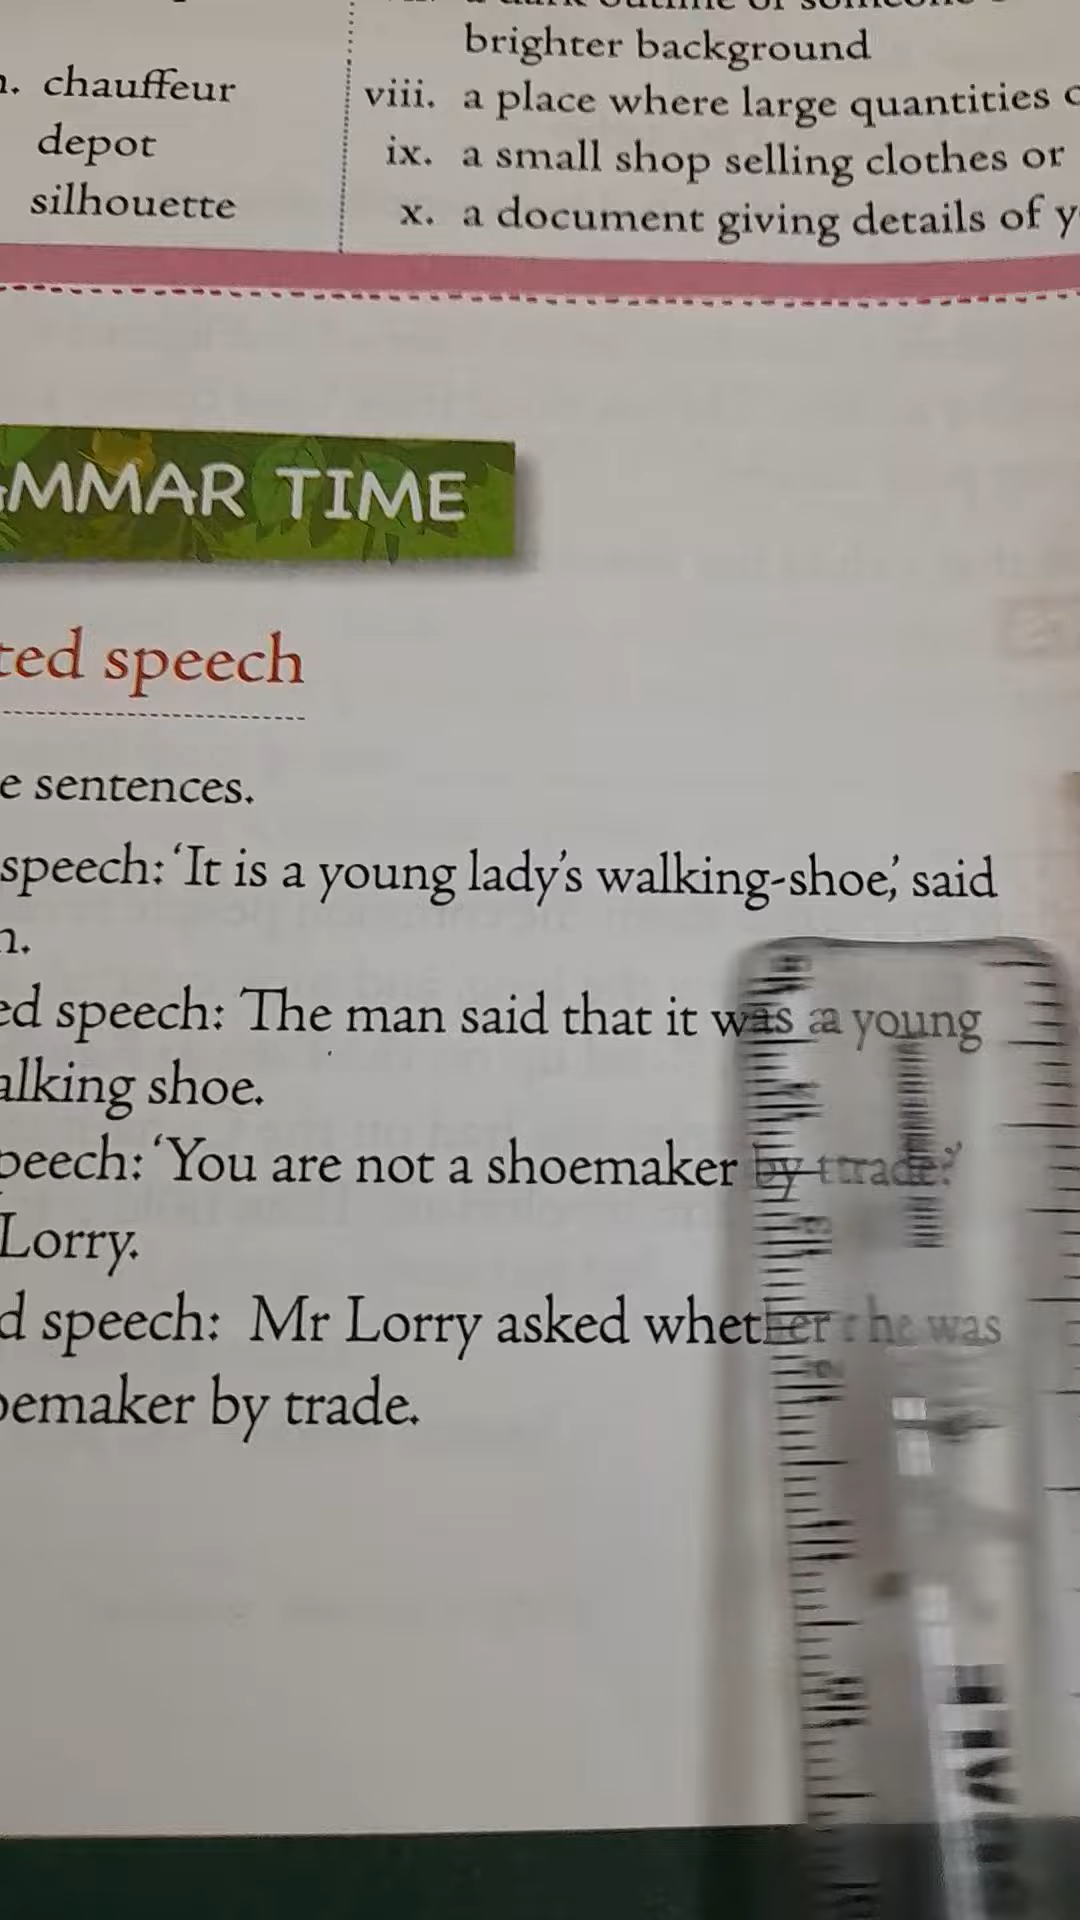 brighter background
chauffeur viii. a place where large quantities
depot ix. a small shop selling clothes or
silhouette x. a document giving details of
MMAR TIME
ted speech
e sentences.
speech: ‘It is a young lady’s walking-shoe,’ said
n.
ed speech: The man said that it was a young
alking shoe.
peech: ‘You are not a shoemaker by trade?’
Lorry.
d speech: Mr Lorry asked whether he was
oemaker by trade.